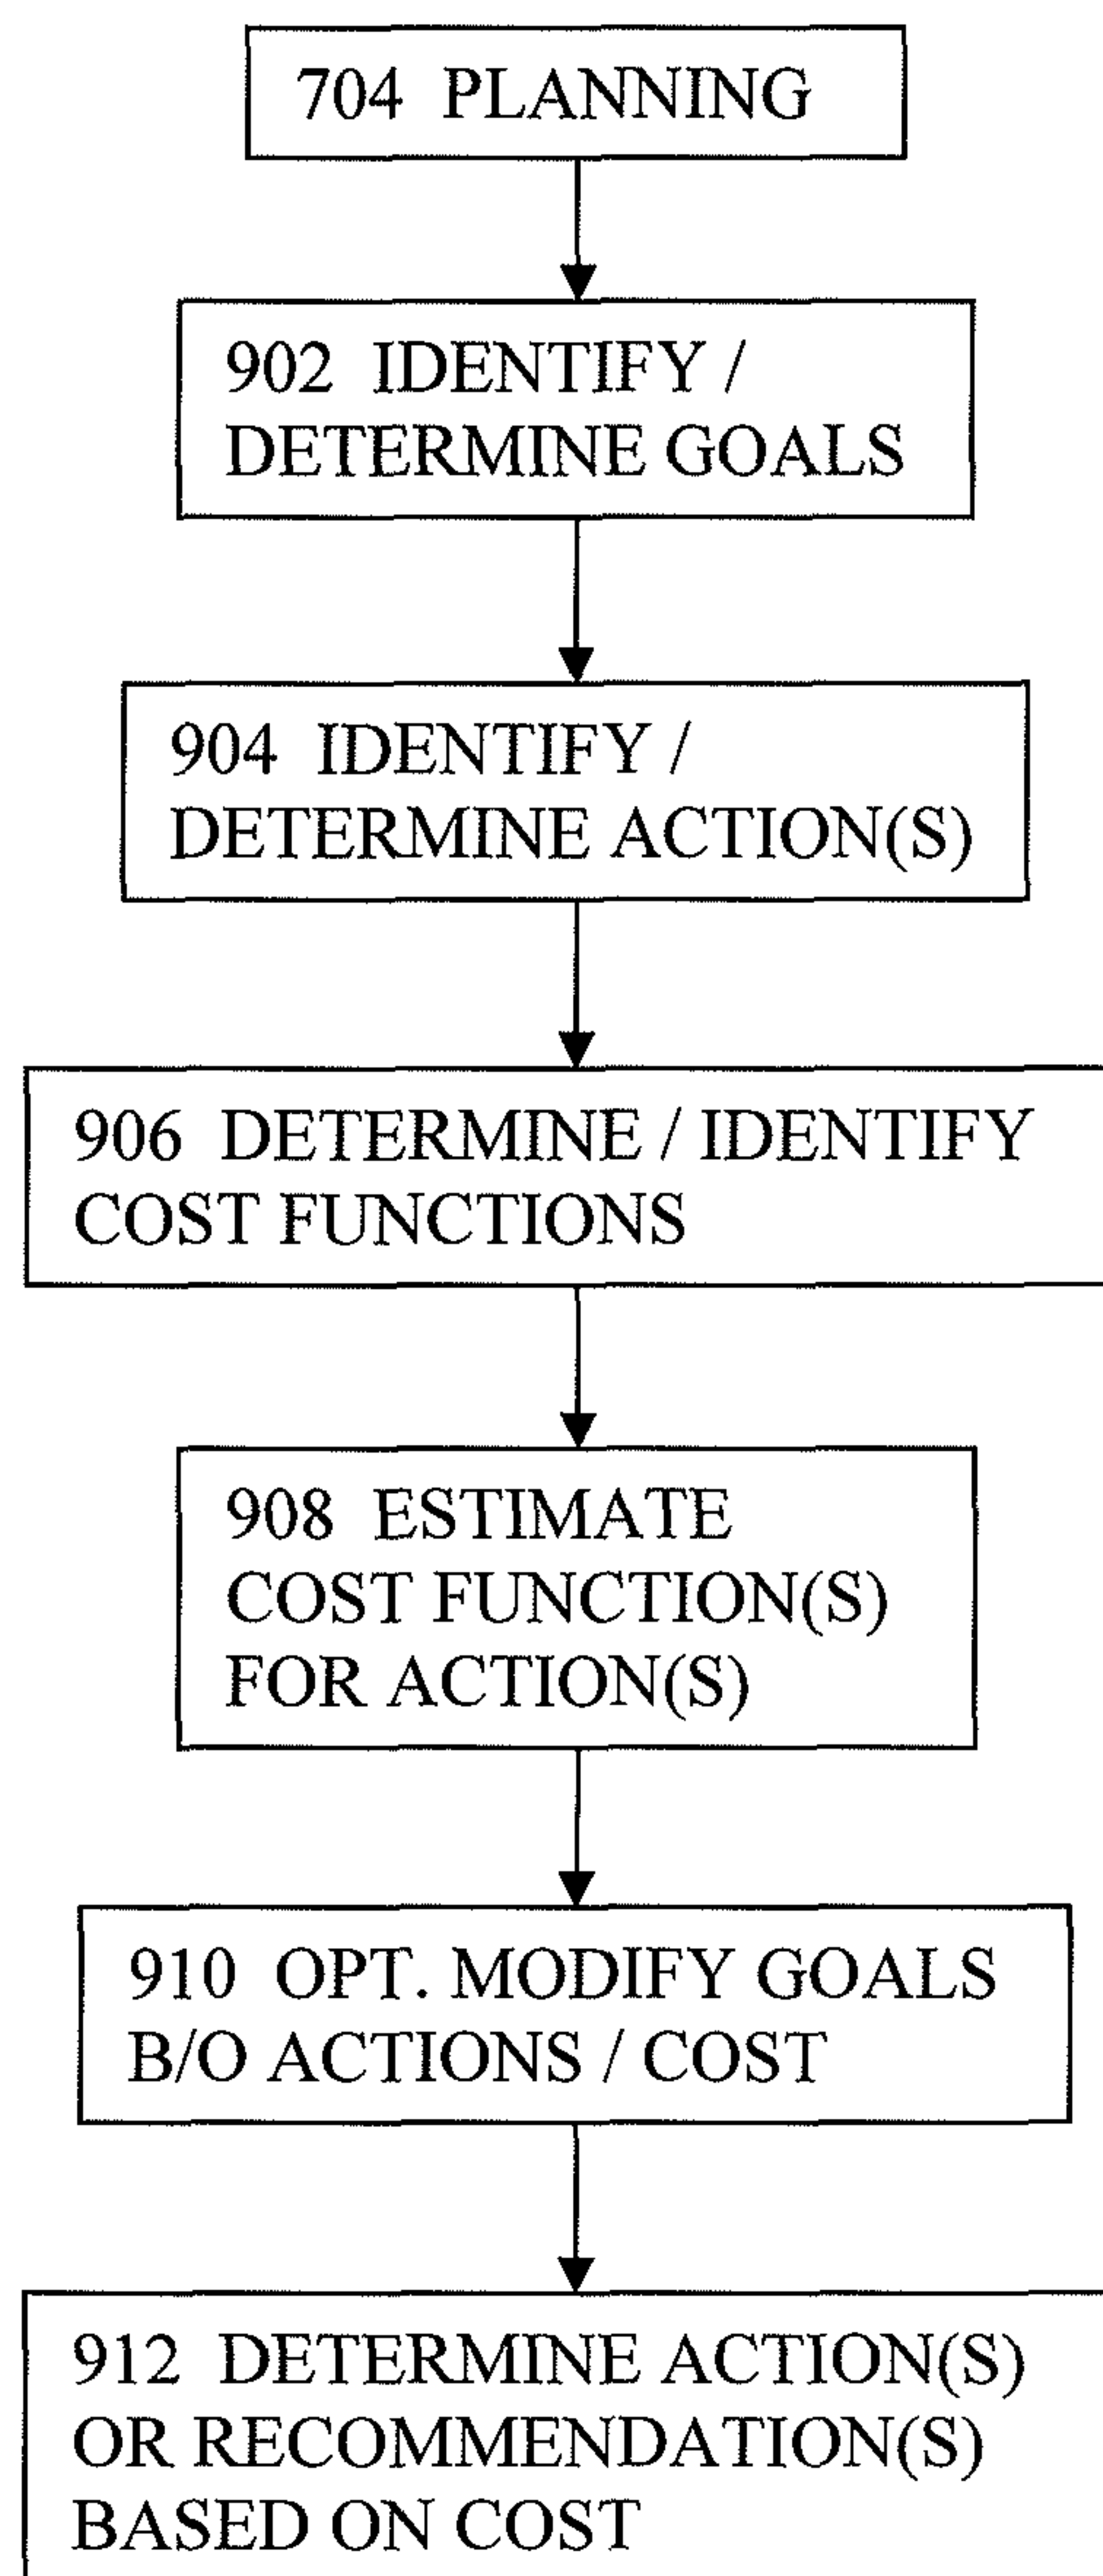 704 PLANNING
902 IDENTIFY /
DETERMINE GOALS
904 IDENTIFY /
DETERMINE ACTION(S)
906 DETERMINE / IDENTIFY
COST FUNCTIONS
908 ESTIMATE
COST FUNCTION(S)
FOR ACTION(S)
910 OPT. MODIFY GOALS
B/O ACTIONS / COST
912 DETERMINE ACTION(S)
OR RECOMMENDATION(S)
BASED ON COST